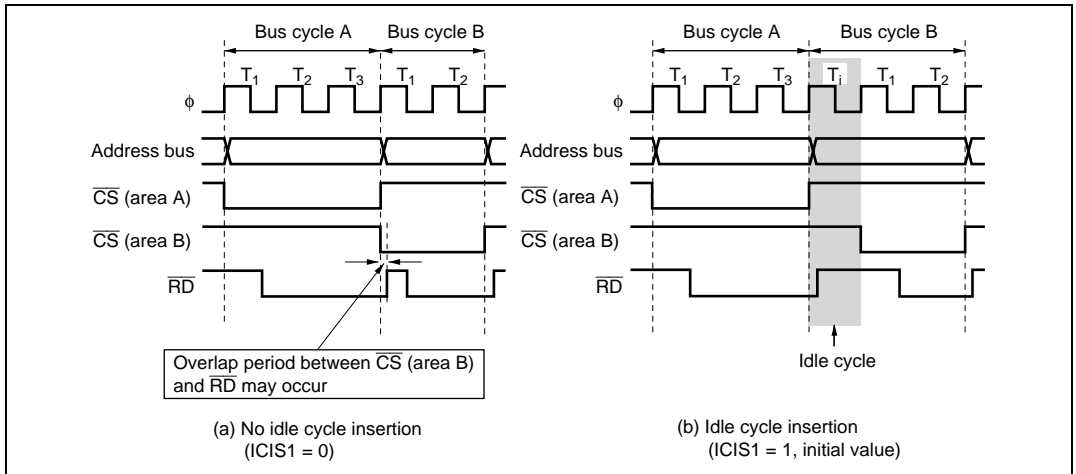 Bus cycle A
Bus cycle B
T1 T2 T3 T1 T2
ϕ
Address bus
CS (area A)
CS (area B)
RD
Overlap period between CS (area B)
and RD may occur
(a) No idle cycle insertion
(ICIS1 = 0)
Bus cycle A
Bus cycle B
T1 T2 T3 Ti T1 T2
ϕ
Address bus
CS (area A)
CS (area B)
RD
Idle cycle
(b) Idle cycle insertion
(ICIS1 = 1, initial value)